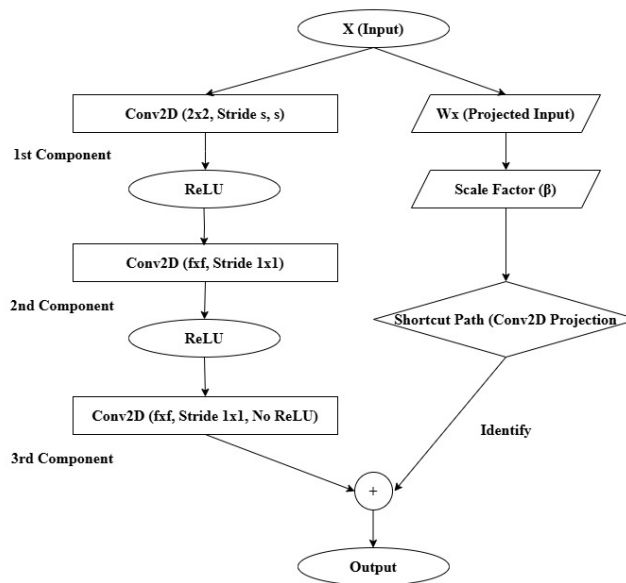 X (Input)
Conv2D (2x2, Stride s, s)
Wx (Projected Input)
1st Component
ReLU
Scale Factor (β)
Conv2D (fxf, Stride 1x1)
2nd Component
Shortcut Path (Conv2D Projection
ReLU
Conv2D (fxf, Stride 1x1, No ReLU)
Identify
3rd Component
+
Output